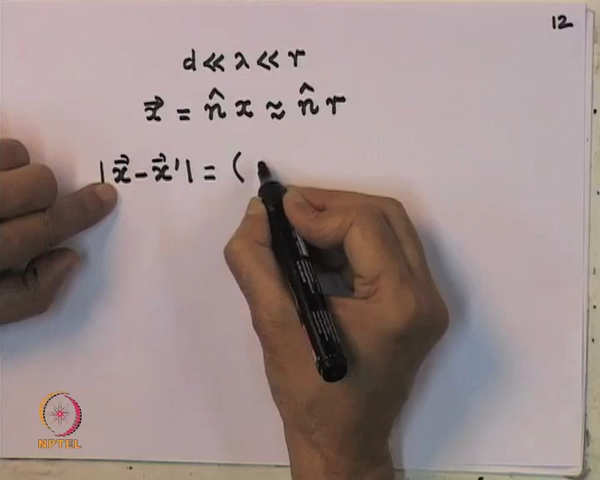 12
d ≪ λ ≪ r
x⃗ = n̂ x ≈ n̂ r
|x⃗ - x⃗'| = (
NPTEL